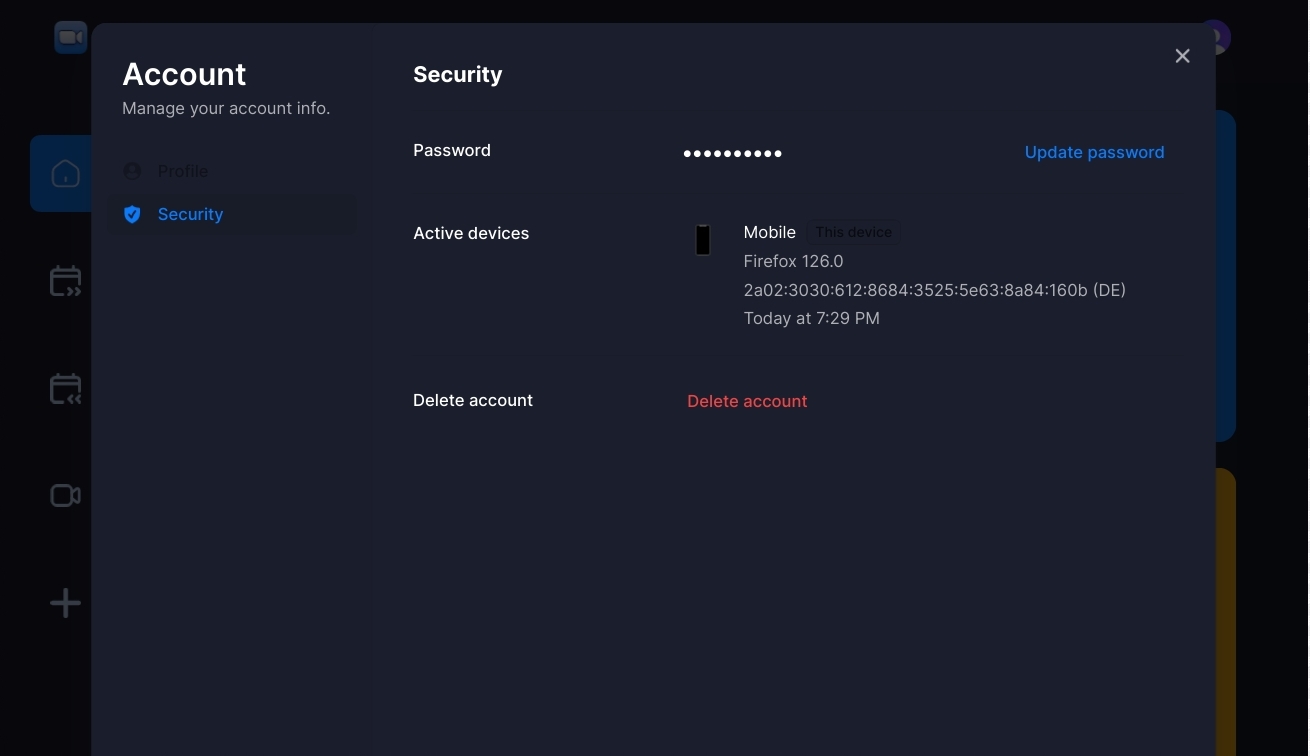 Account
Manage your account info.
Profile
Security
Security
Password ●●●●●●●●●● Update password
Active devices
Mobile This device
Firefox 126.0
2a02:3030:612:8684:3525:5e63:8a84:160b (DE)
Today at 7:29 PM
Delete account Delete account